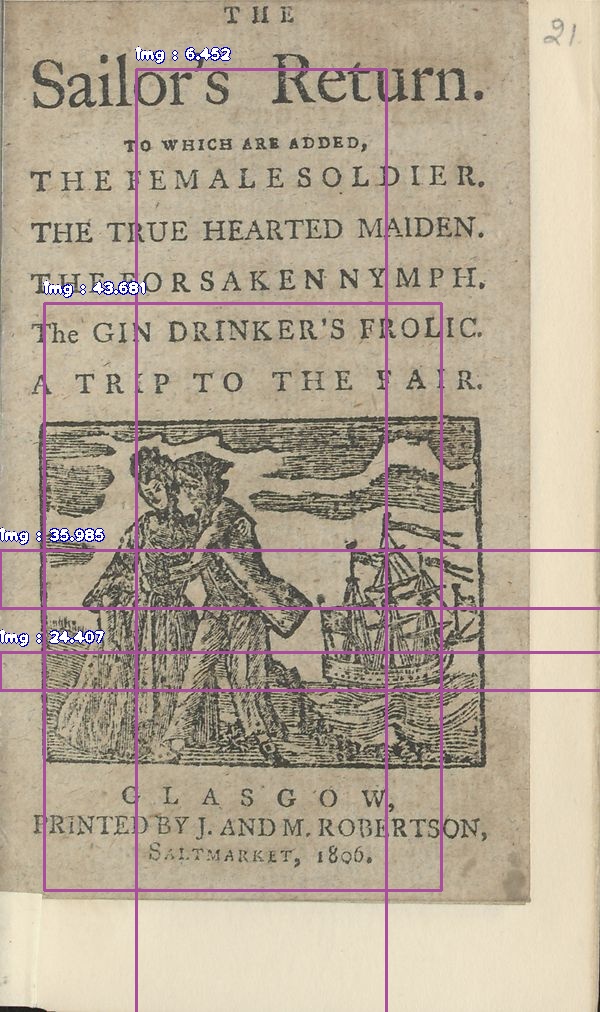 THE
21
img : 6.452
Sailor's Return.
TO WHICH ARE ADDED,
THE FEMALE SOLDIER.
THE TRUE HEARTED MAIDEN.
THE FORSAKEN NYMPH.
img : 43.681
The GIN DRINKER'S FROLIC.
A TRIP TO THE FAIR.
img : 35.985
img : 24.407
GLASGOW,
PRINTED BY J. AND M. ROBERTSON,
SALTMARKET, 1806.